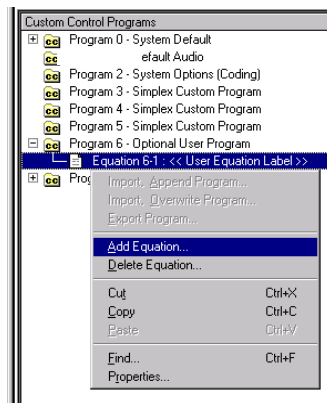 Custom Control Programs
Program 0 - System Default
efault Audio
Program 2 - System Options (Coding)
Program 3 - Simplex Custom Program
Program 4 - Simplex Custom Program
Program 5 - Simplex Custom Program
Program 6 - Optional User Program
Equation 6-1 : << User Equation Label >>
Prog
Import, Append Program...
Import, Overwrite Program...
Export Program...
Add Equation...
Delete Equation...
Cut Ctrl+X
Copy Ctrl+C
Paste Ctrl+V
Find... Ctrl+F
Properties...